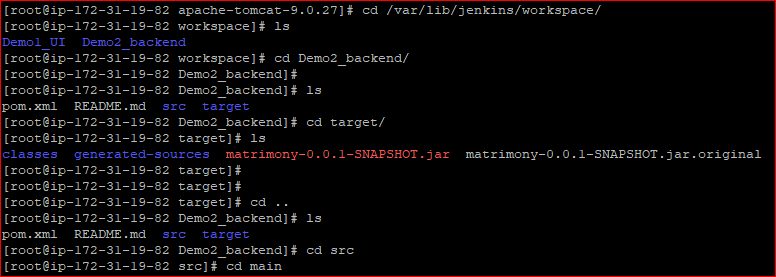 [root@ip-172-31-19-82 apache-tomcat-9.0.27]# cd /var/lib/jenkins/workspace/
[root@ip-172-31-19-82 workspace]# ls
Demo1_UI  Demo2_backend
[root@ip-172-31-19-82 workspace]# cd Demo2_backend/
[root@ip-172-31-19-82 Demo2_backend]#
[root@ip-172-31-19-82 Demo2_backend]# ls
pom.xml  README.md  src  target
[root@ip-172-31-19-82 Demo2_backend]# cd target/
[root@ip-172-31-19-82 target]# ls
classes  generated-sources  matrimony-0.0.1-SNAPSHOT.jar  matrimony-0.0.1-SNAPSHOT.jar.original
[root@ip-172-31-19-82 target]#
[root@ip-172-31-19-82 target]#
[root@ip-172-31-19-82 target]# cd ..
[root@ip-172-31-19-82 Demo2_backend]# ls
pom.xml  README.md  src  target
[root@ip-172-31-19-82 Demo2_backend]# cd src
[root@ip-172-31-19-82 src]# cd main